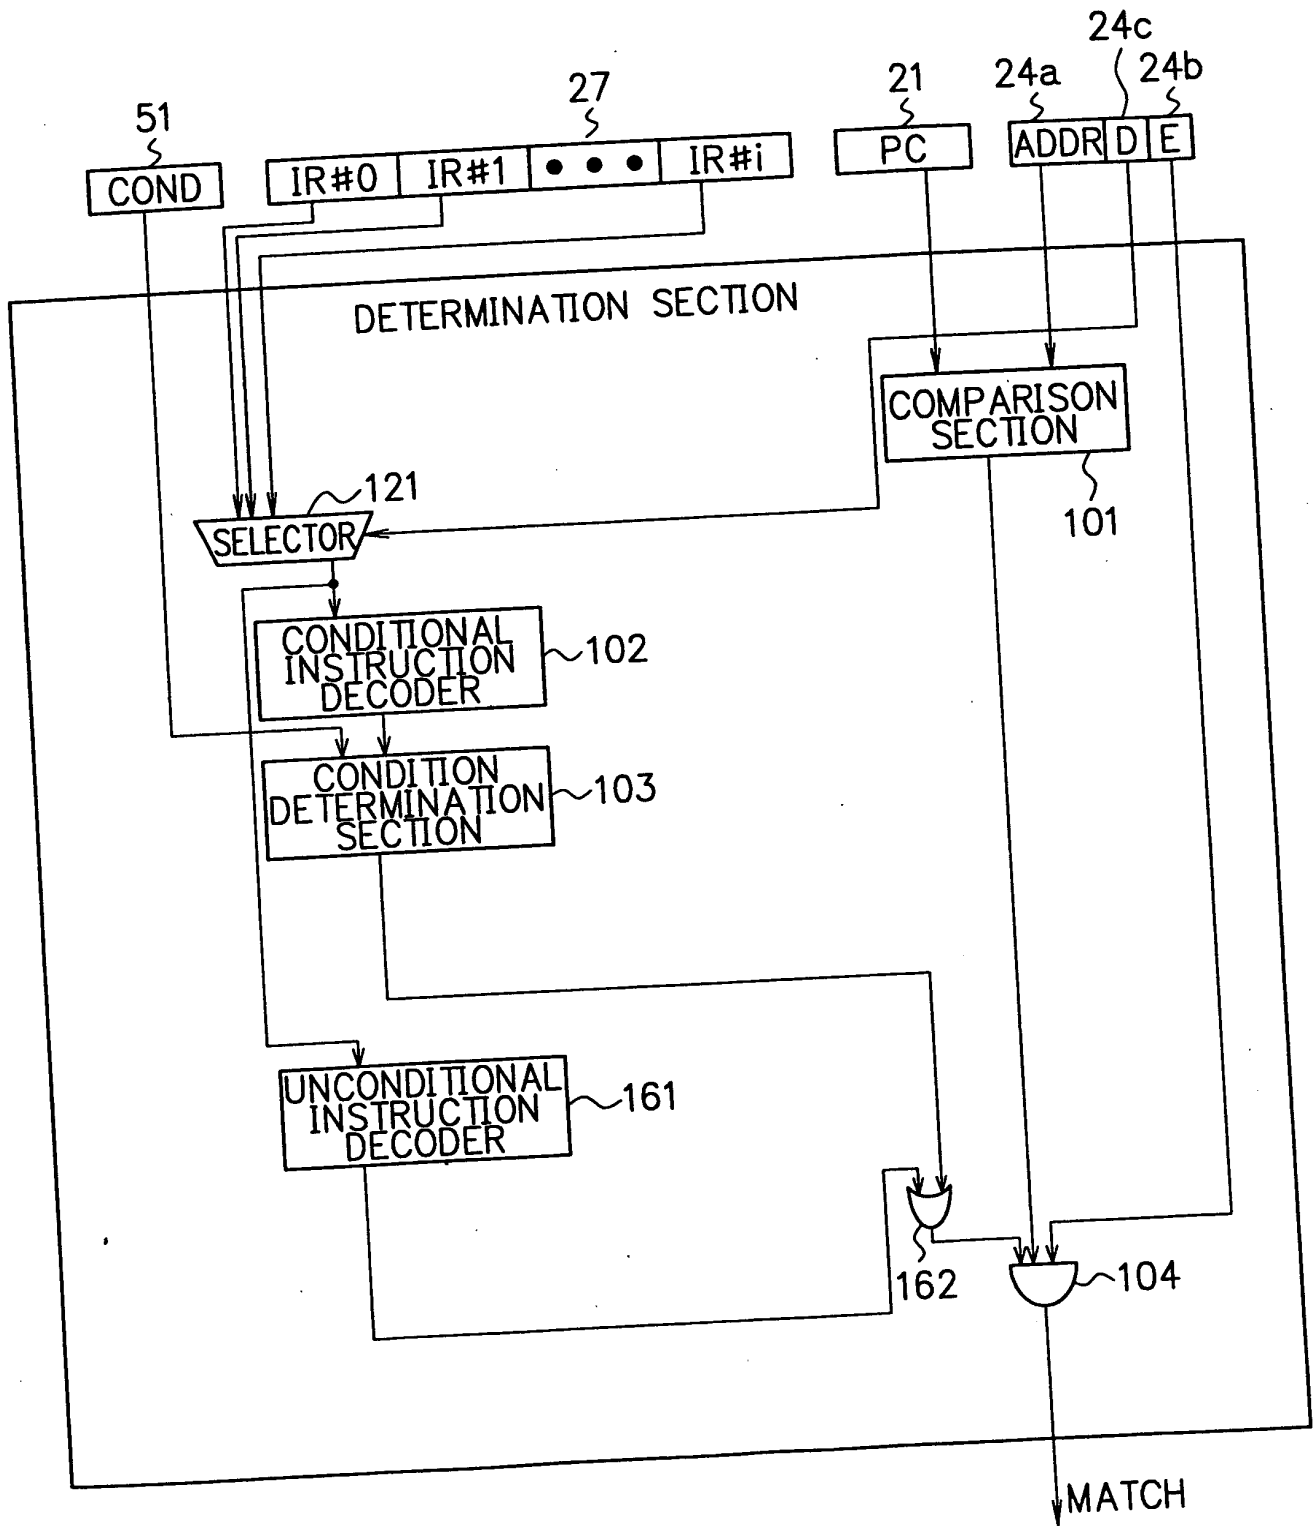 24c
24a
24b
21
27
51
COND
IR#0
IR#1
IR#i
PC
ADDR
D
E
DETERMINATION SECTION
COMPARISON
SECTION
101
121
SELECTOR
CONDITIONAL
INSTRUCTION
DECODER
102
CONDITION
DETERMINATION
SECTION
103
UNCONDITIONAL
INSTRUCTION
DECODER
161
162
104
MATCH